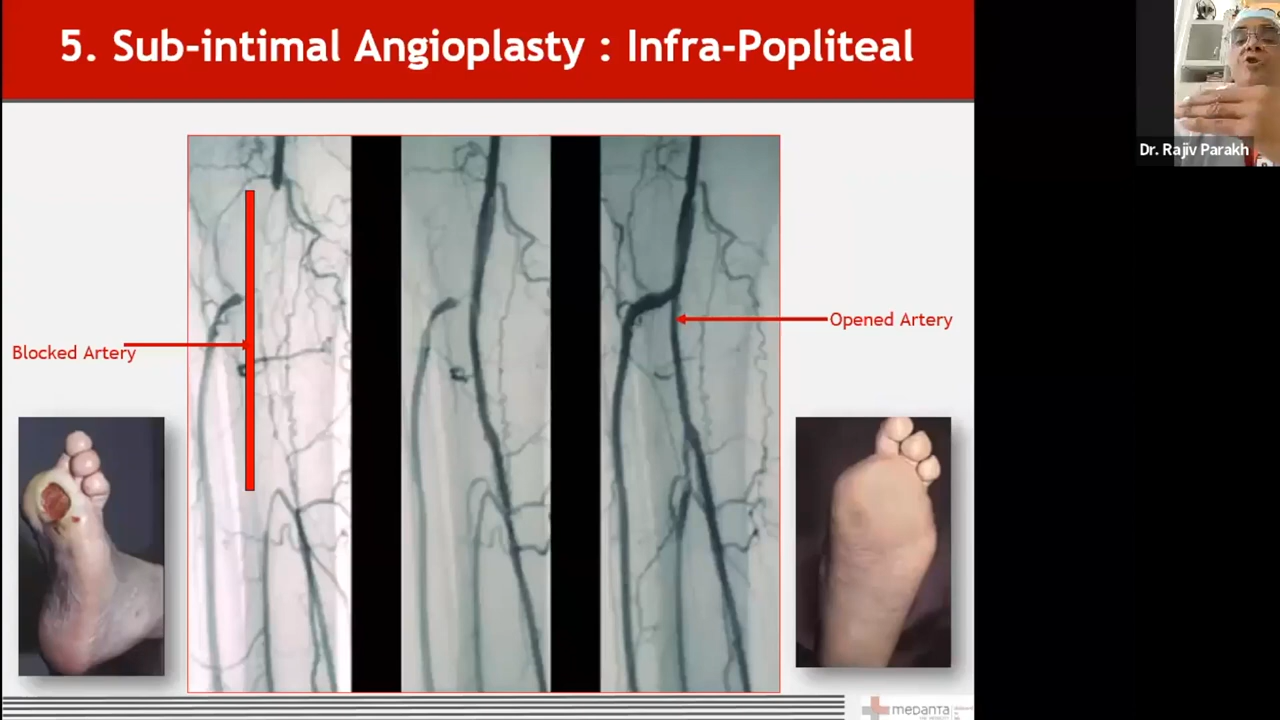 5. Sub-intimal Angioplasty : Infra-Popliteal
Dr. Rajiv Parakh
Opened Artery
Blocked Artery
medanta